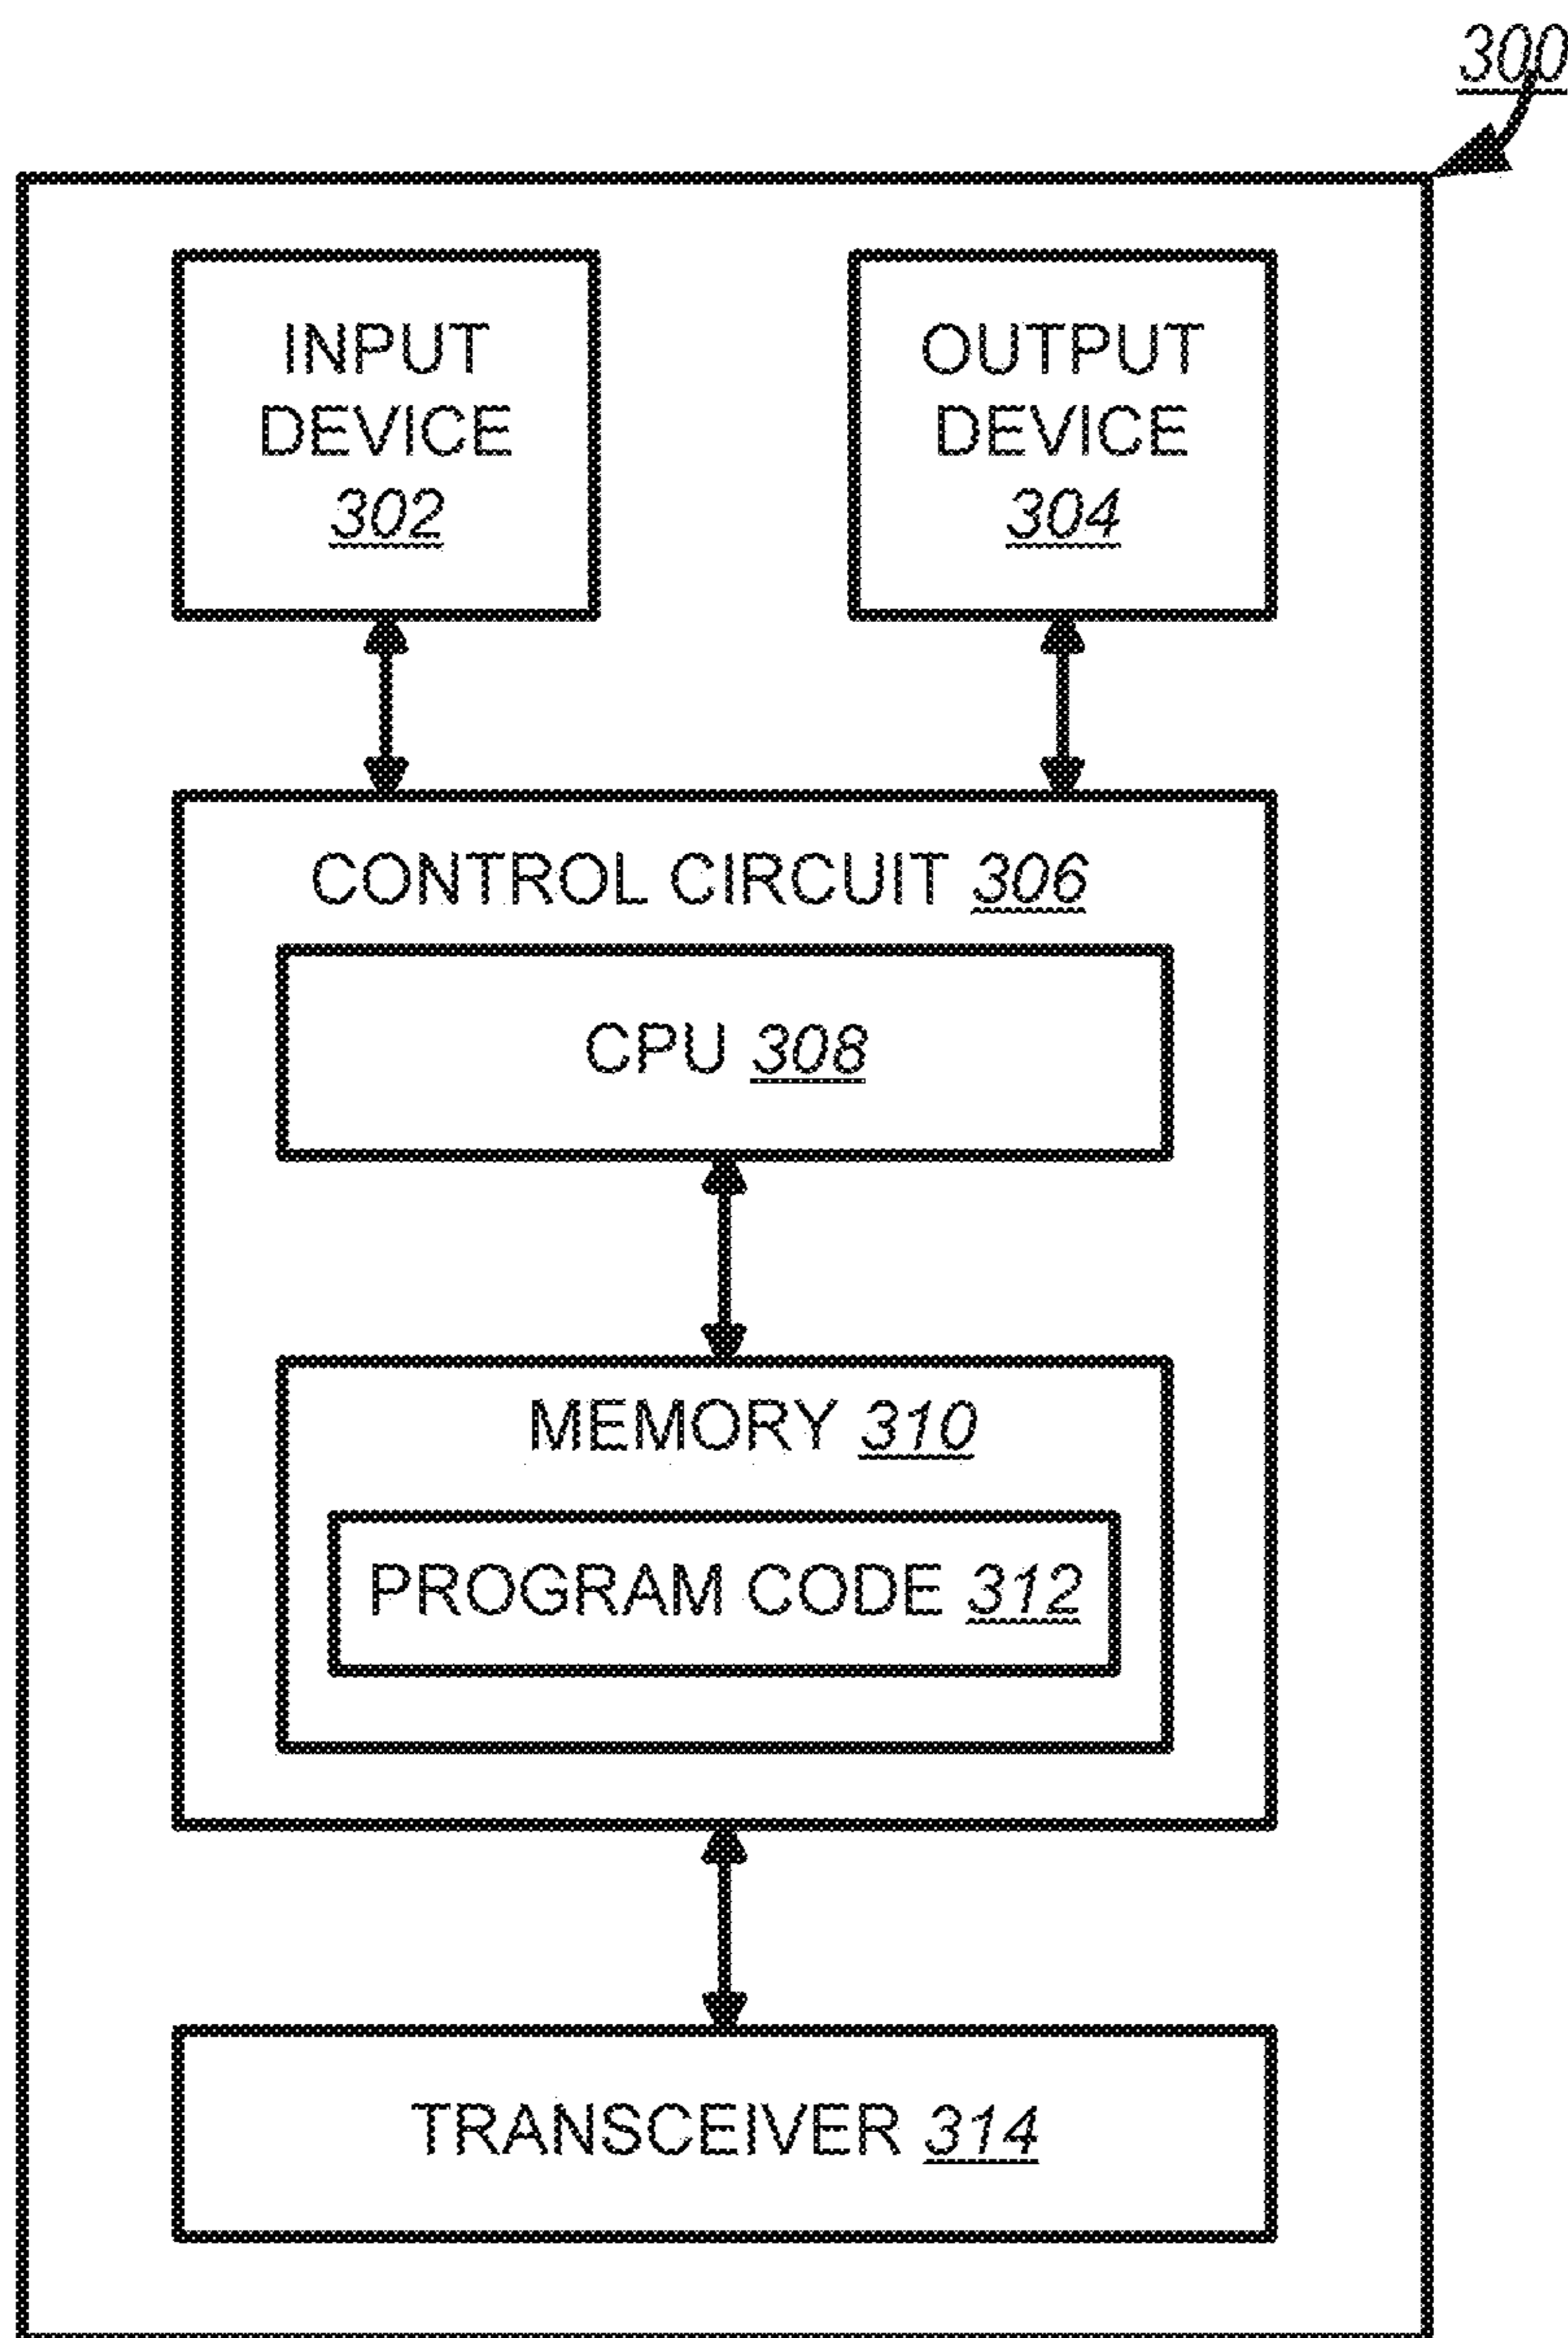 300
INPUT
DEVICE
302
OUTPUT
DEVICE
304
CONTROL CIRCUIT 306
CPU 308
MEMORY 310
PROGRAM CODE 312
TRANSCEIVER 314